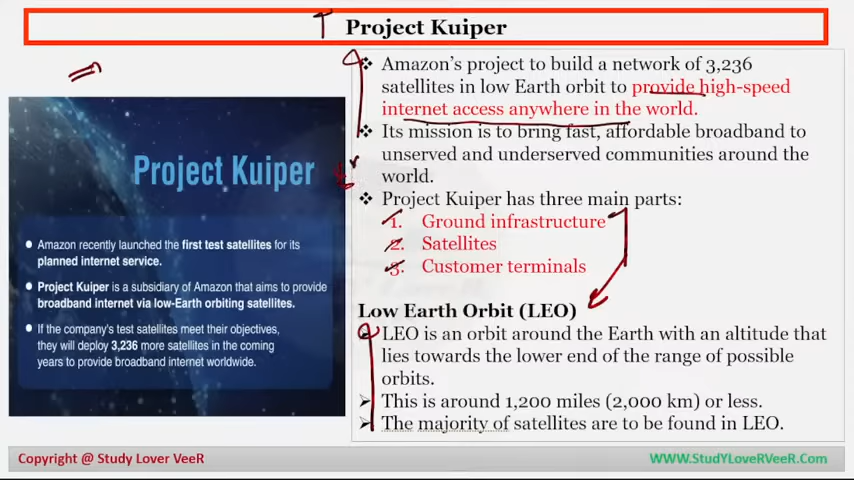 Project Kuiper
Project Kuiper
Amazon recently launched the first test satellites for its
planned internet service.
Project Kuiper is a subsidiary of Amazon that aims to provide
broadband internet via low-Earth orbiting satellites.
If the company's test satellites meet their objectives,
they will deploy 3,236 more satellites in the coming
years to provide broadband internet worldwide.
Amazon's project to build a network of 3,236
satellites in low Earth orbit to provide high-speed
internet access anywhere in the world.
Its mission is to bring fast, affordable broadband to
unserved and underserved communities around the
world.
Project Kuiper has three main parts:
1. Ground infrastructure
2. Satellites
3. Customer terminals
Low Earth Orbit (LEO)
LEO is an orbit around the Earth with an altitude that
lies towards the lower end of the range of possible
orbits.
This is around 1,200 miles (2,000 km) or less.
The majority of satellites are to be found in LEO.
Copyright @ Study Lover VeeR
WWW.StudyLoveRVeeR.Com